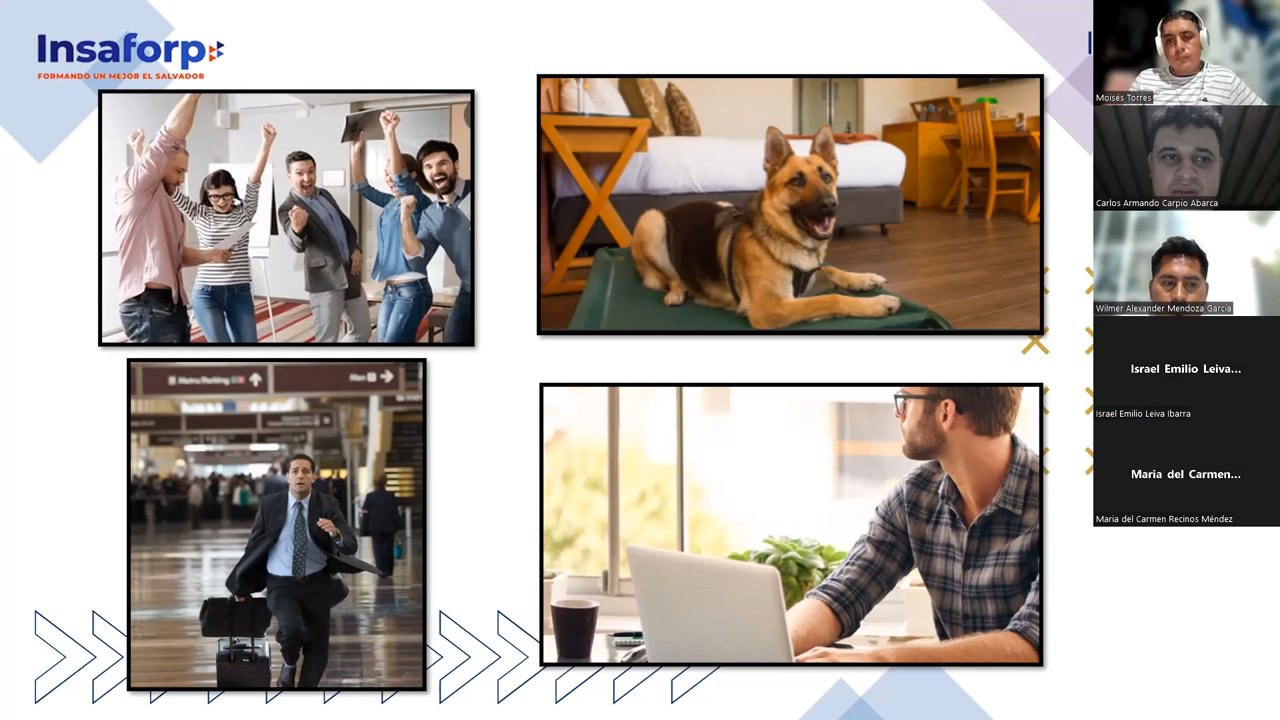 Insaforp
FORMANDO UN MEJOR EL SALVADOR
Metro/Parking
Moisés Torres
Carlos Armando Carpio Abarca
Wilmer Alexander Mendoza García
Israel Emilio Leiva...
Israel Emilio Leiva Ibarra
Maria del Carmen...
Maria del Carmen Recinos Méndez